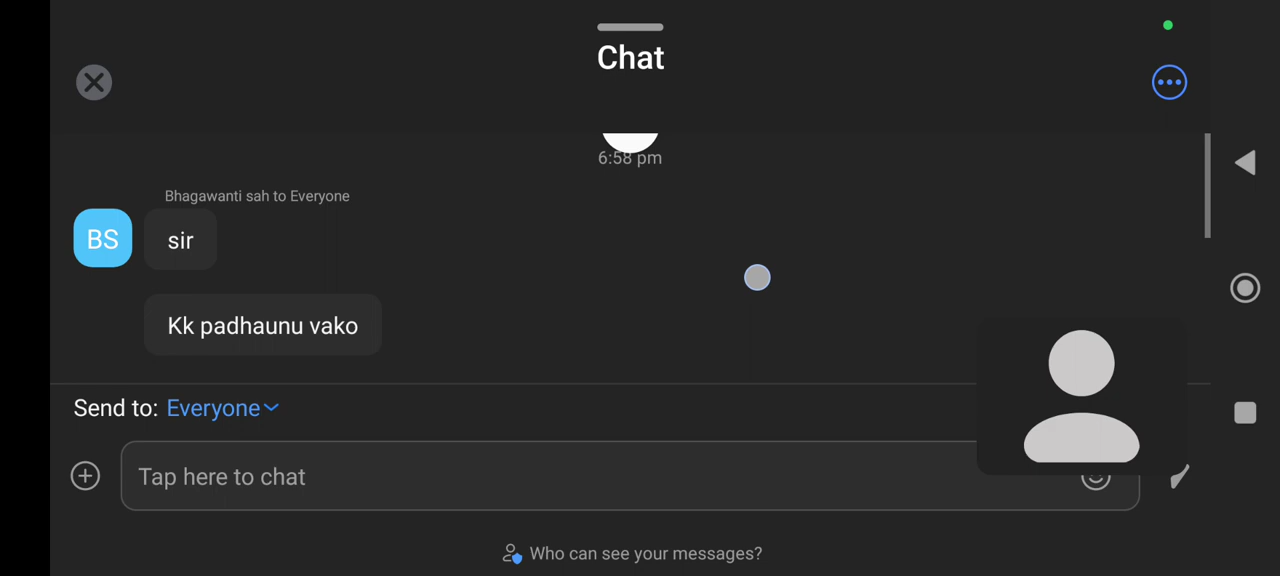 Chat
6:58 pm
Bhagawanti sah to Everyone
BS
sir
Kk padhaunu vako
Send to: Everyone
Tap here to chat
Who can see your messages?